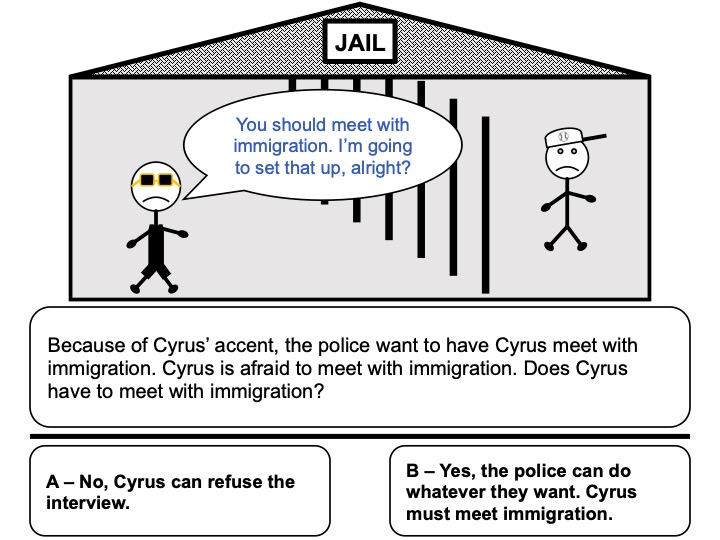 JAIL
You should meet with
immigration. I'm going
to set that up, alright?
Because of Cyrus' accent, the police want to have Cyrus meet with
immigration. Cyrus is afraid to meet with immigration. Does Cyrus
have to meet with immigration?
A – No, Cyrus can refuse the
interview.
B – Yes, the police can do
whatever they want. Cyrus
must meet immigration.